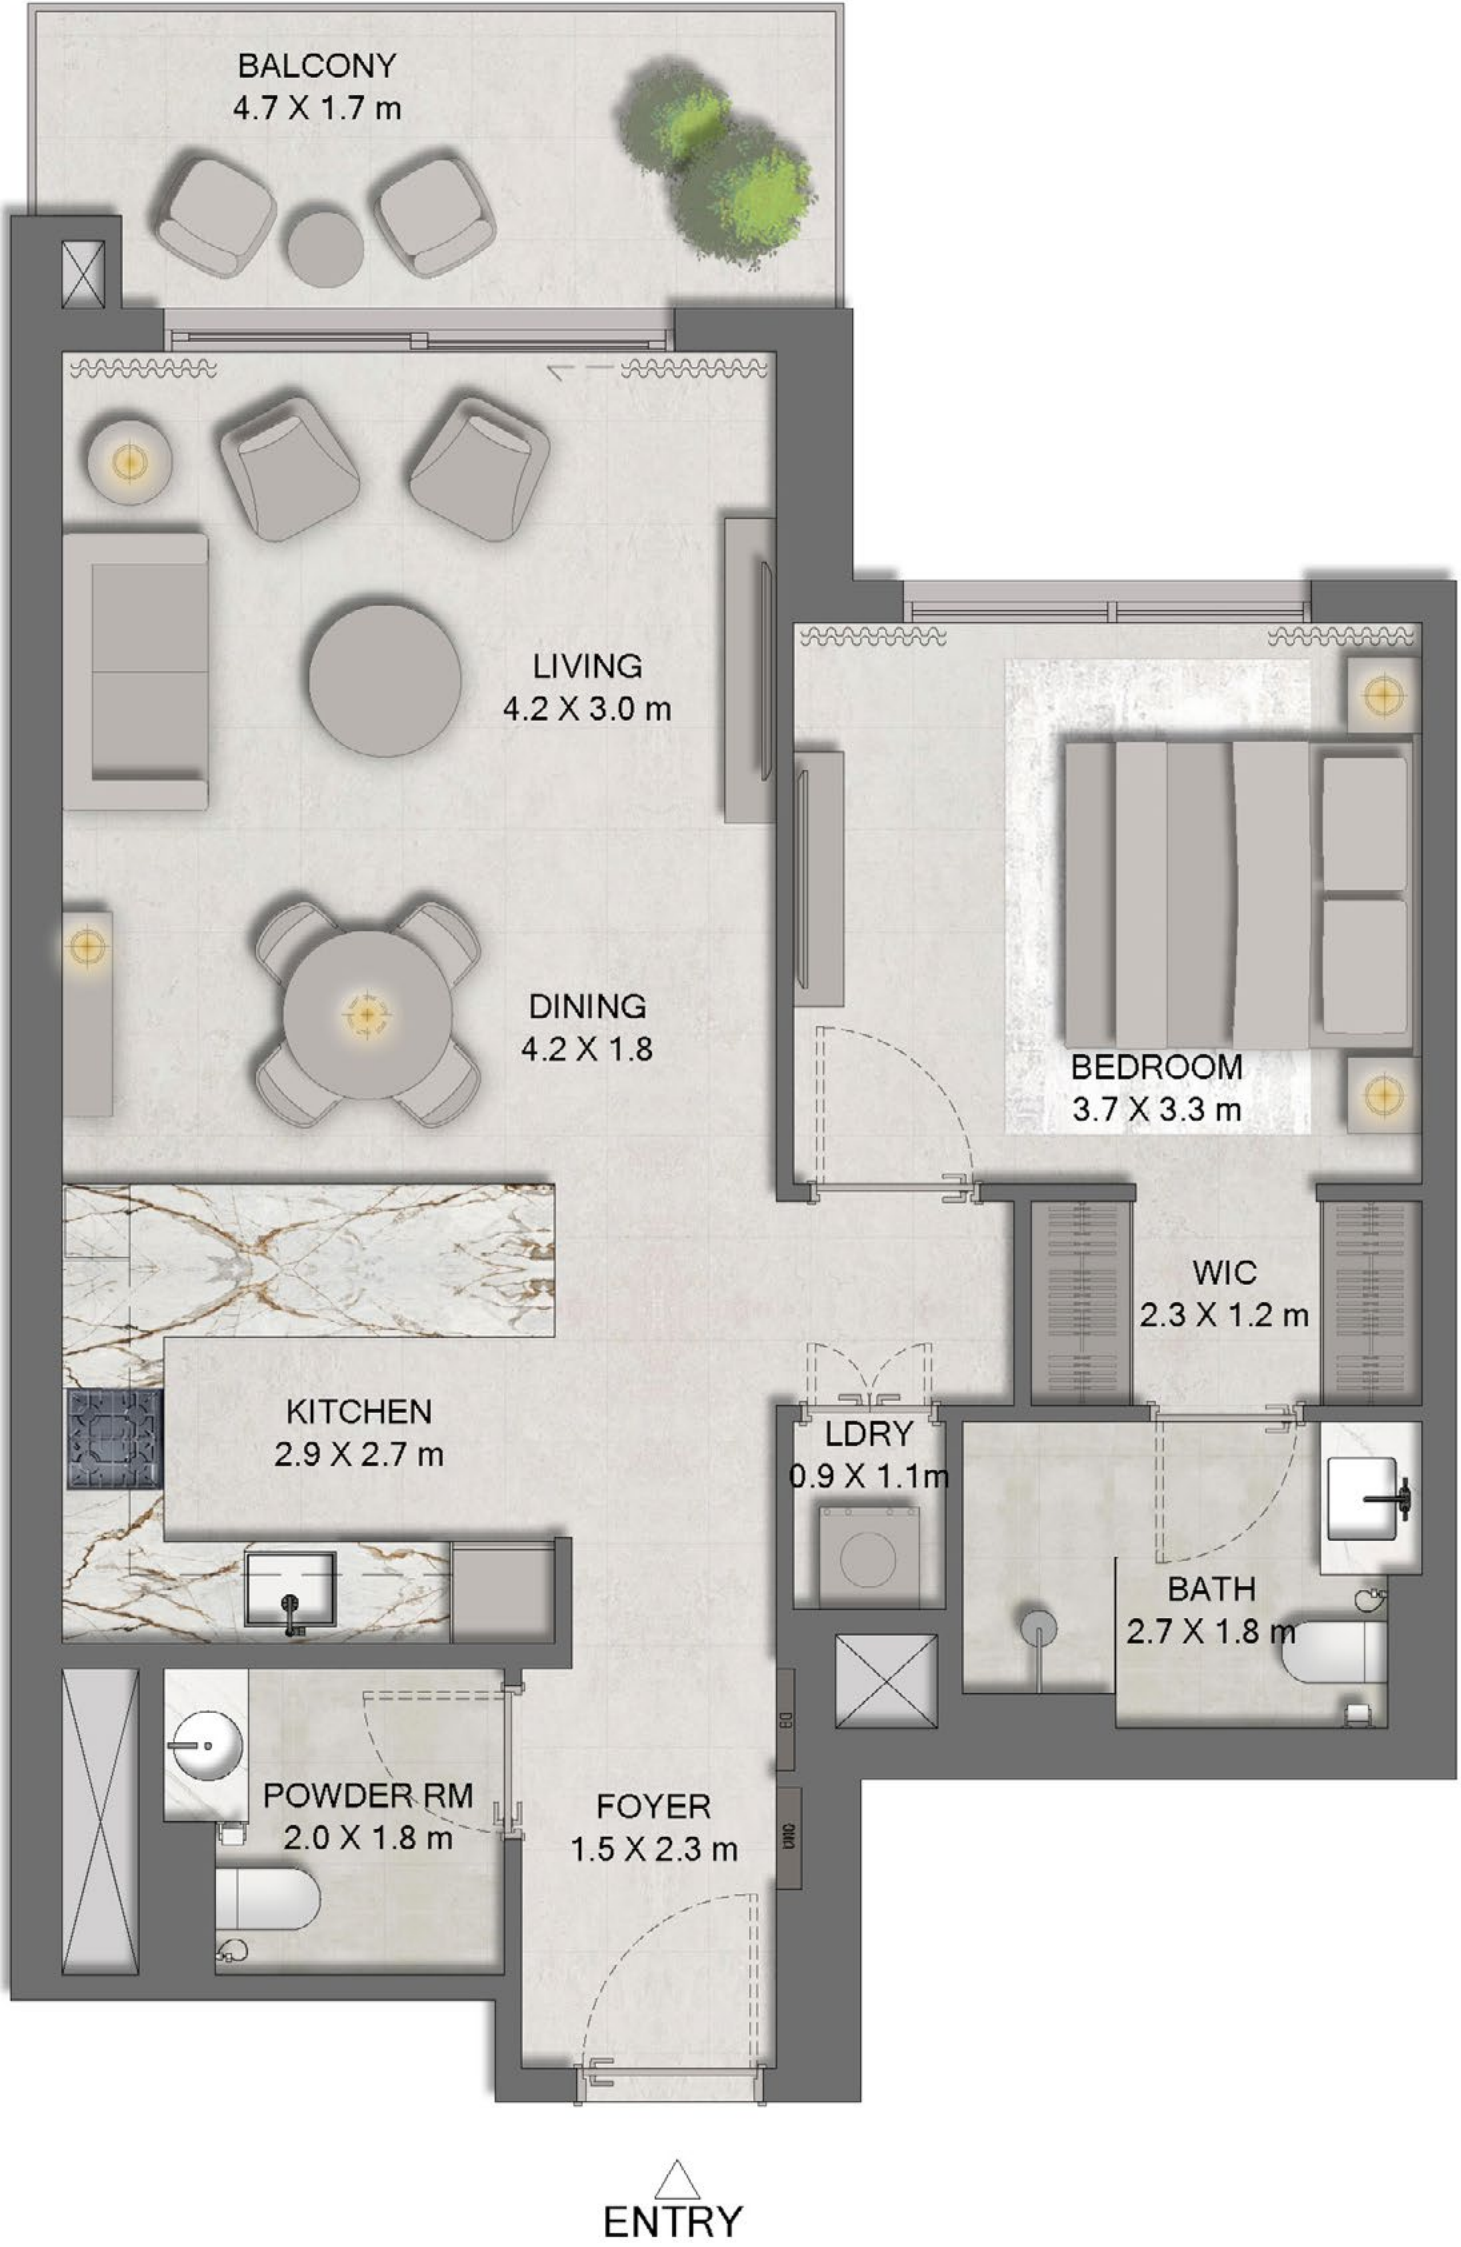 BALCONY
4.7 X 1.7 m
LIVING
4.2 X 3.0 m
DINING
4.2 X 1.8
BEDROOM
3.7 X 3.3 m
WIC
2.3 X 1.2 m
KITCHEN
2.9 X 2.7 m
LDRY
0.9 X 1.1m
BATH
2.7 X 1.8 m
DB
POWDER RM
2.0 X 1.8 m
FOYER
1.5 X 2.3 m
ENTRY